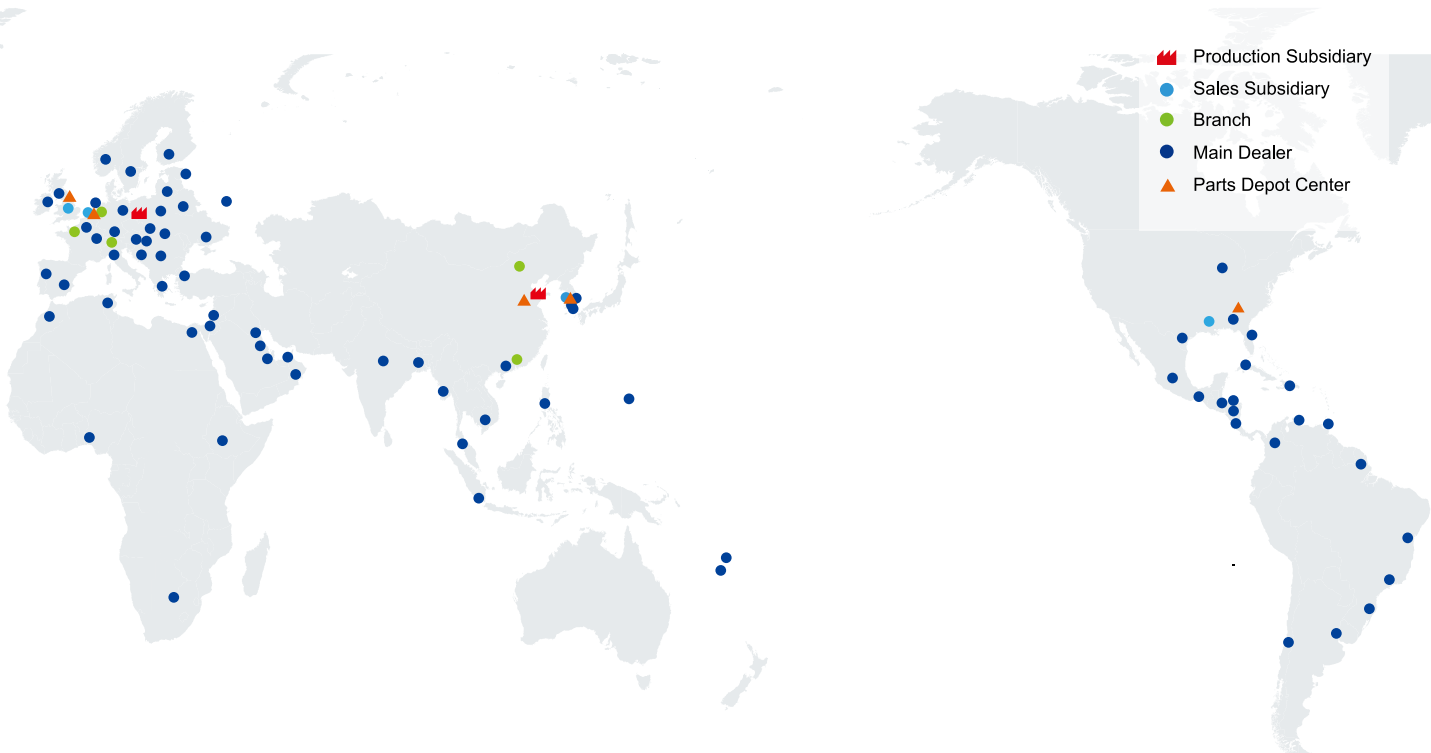 Production Subsidiary
Sales Subsidiary
Branch
Main Dealer
Parts Depot Center